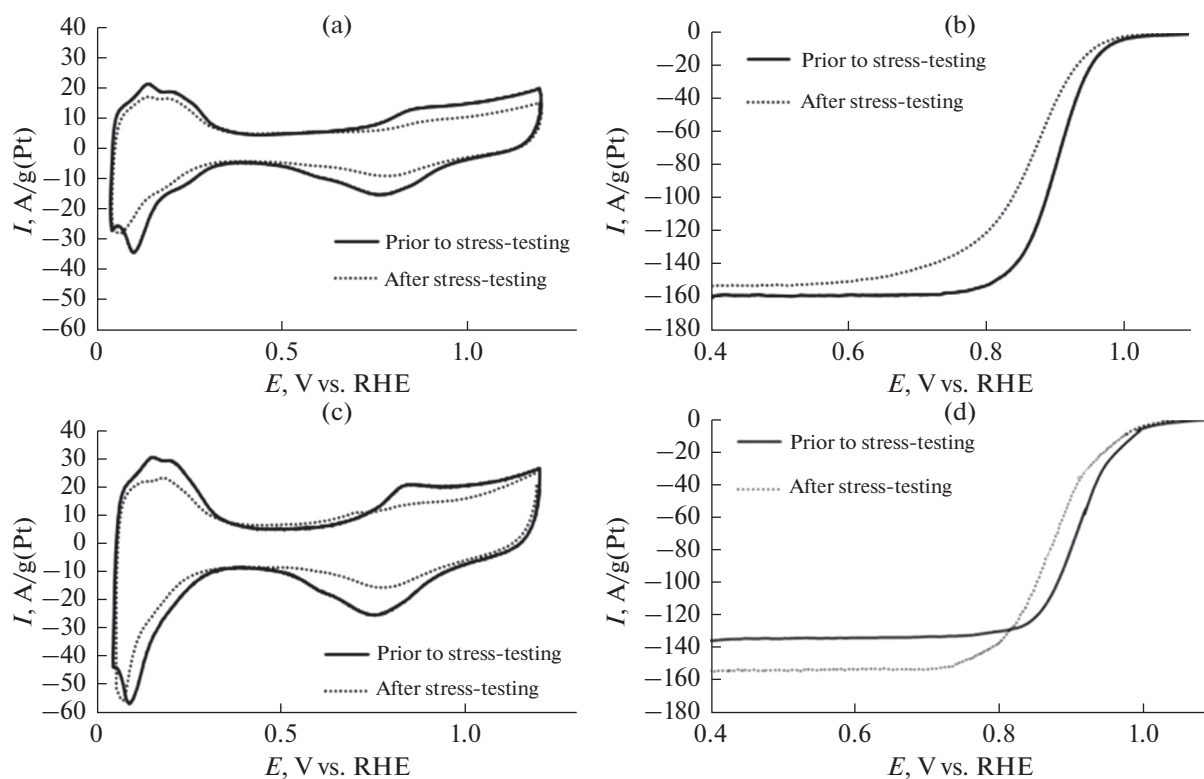 (a)
40
30
20
10
0
−10
−20
−30
−40
−50
−60
I, A/g(Pt)
Prior to stress-testing
After stress-testing
0
0.5
1.0
E, V vs. RHE
(b)
0
−20
−40
−60
−80
−100
−120
−140
−160
−180
I, A/g(Pt)
Prior to stress-testing
After stress-testing
0.4
0.6
0.8
1.0
E, V vs. RHE
(c)
40
30
20
10
0
−10
−20
−30
−40
−50
−60
I, A/g(Pt)
Prior to stress-testing
After stress-testing
0
0.5
1.0
E, V vs. RHE
(d)
0
−20
−40
−60
−80
−100
−120
−140
−160
−180
I, A/g(Pt)
Prior to stress-testing
After stress-testing
0.4
0.6
0.8
1.0
E, V vs. RHE